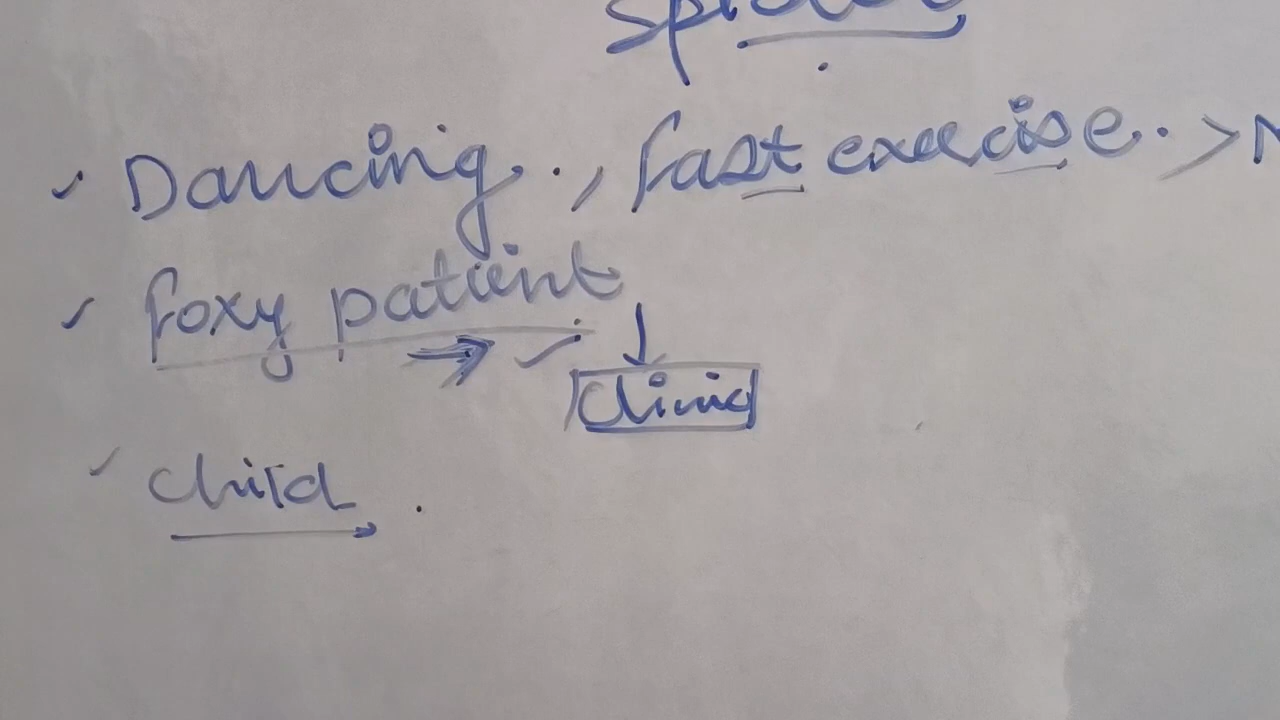 Dancing.., fast exercise.. >
foxy patient
→ ✓ ↓
clinic
child.